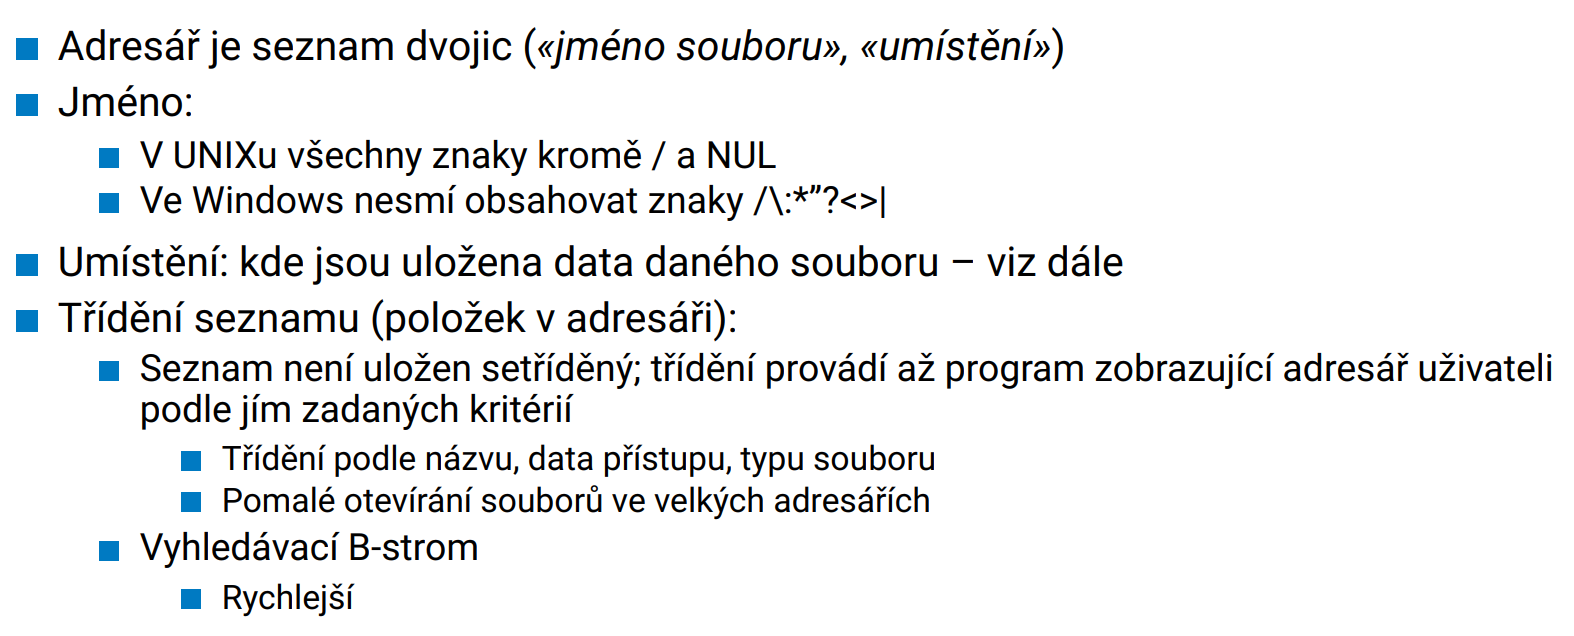 Adresář je seznam dvojic («jméno souboru», «umístění»)
Jméno:
V UNIXu všechny znaky kromě / a NUL
Ve Windows nesmí obsahovat znaky /\:*”?<>|
Umístění: kde jsou uložena data daného souboru – viz dále
Třídění seznamu (položek v adresáři):
Seznam není uložen setříděný; třídění provádí až program zobrazující adresář uživateli
podle jím zadaných kritérií
Třídění podle názvu, data přístupu, typu souboru
Pomalé otevírání souborů ve velkých adresářích
Vyhledávací B-strom
Rychlejší